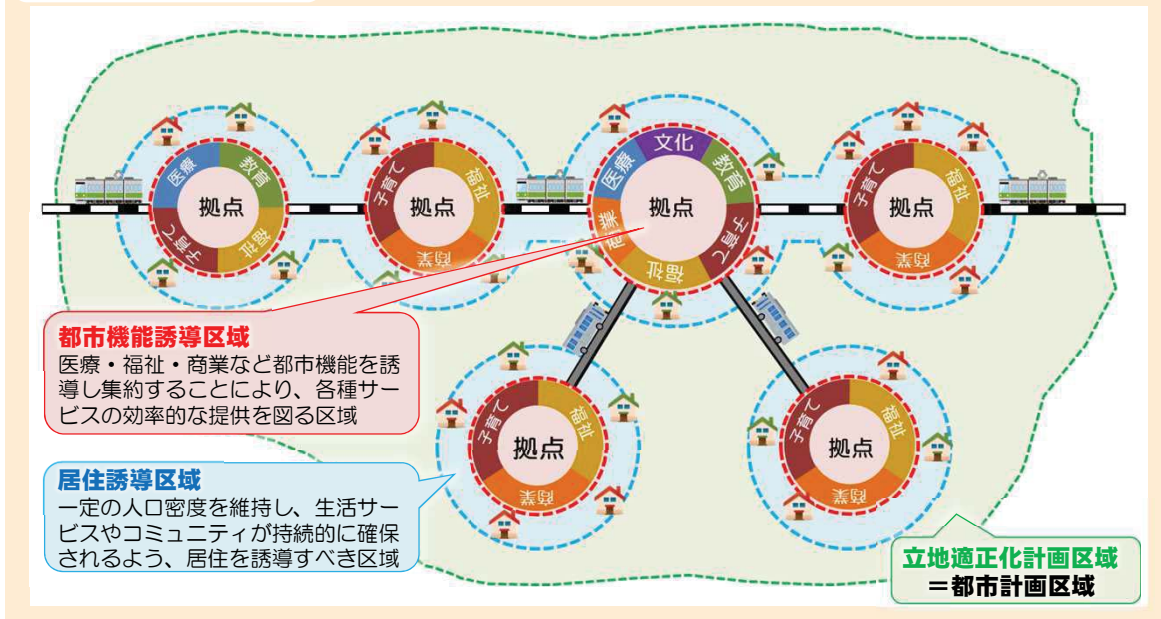 医療
教育
子育て
福祉
拠点
子育て
福祉
商業
拠点
文化
医療
教育
商業
子育て
福祉
拠点
子育て
福祉
商業
拠点
都市機能誘導区域
医療・福祉・商業など都市機能を誘
導し集約することにより、各種サー
ビスの効率的な提供を図る区域
子育て
福祉
商業
拠点
子育て
福祉
商業
拠点
居住誘導区域
一定の人口密度を維持し、生活サー
ビスやコミュニティが持続的に確保
されるよう、居住を誘導すべき区域
立地適正化計画区域
＝都市計画区域